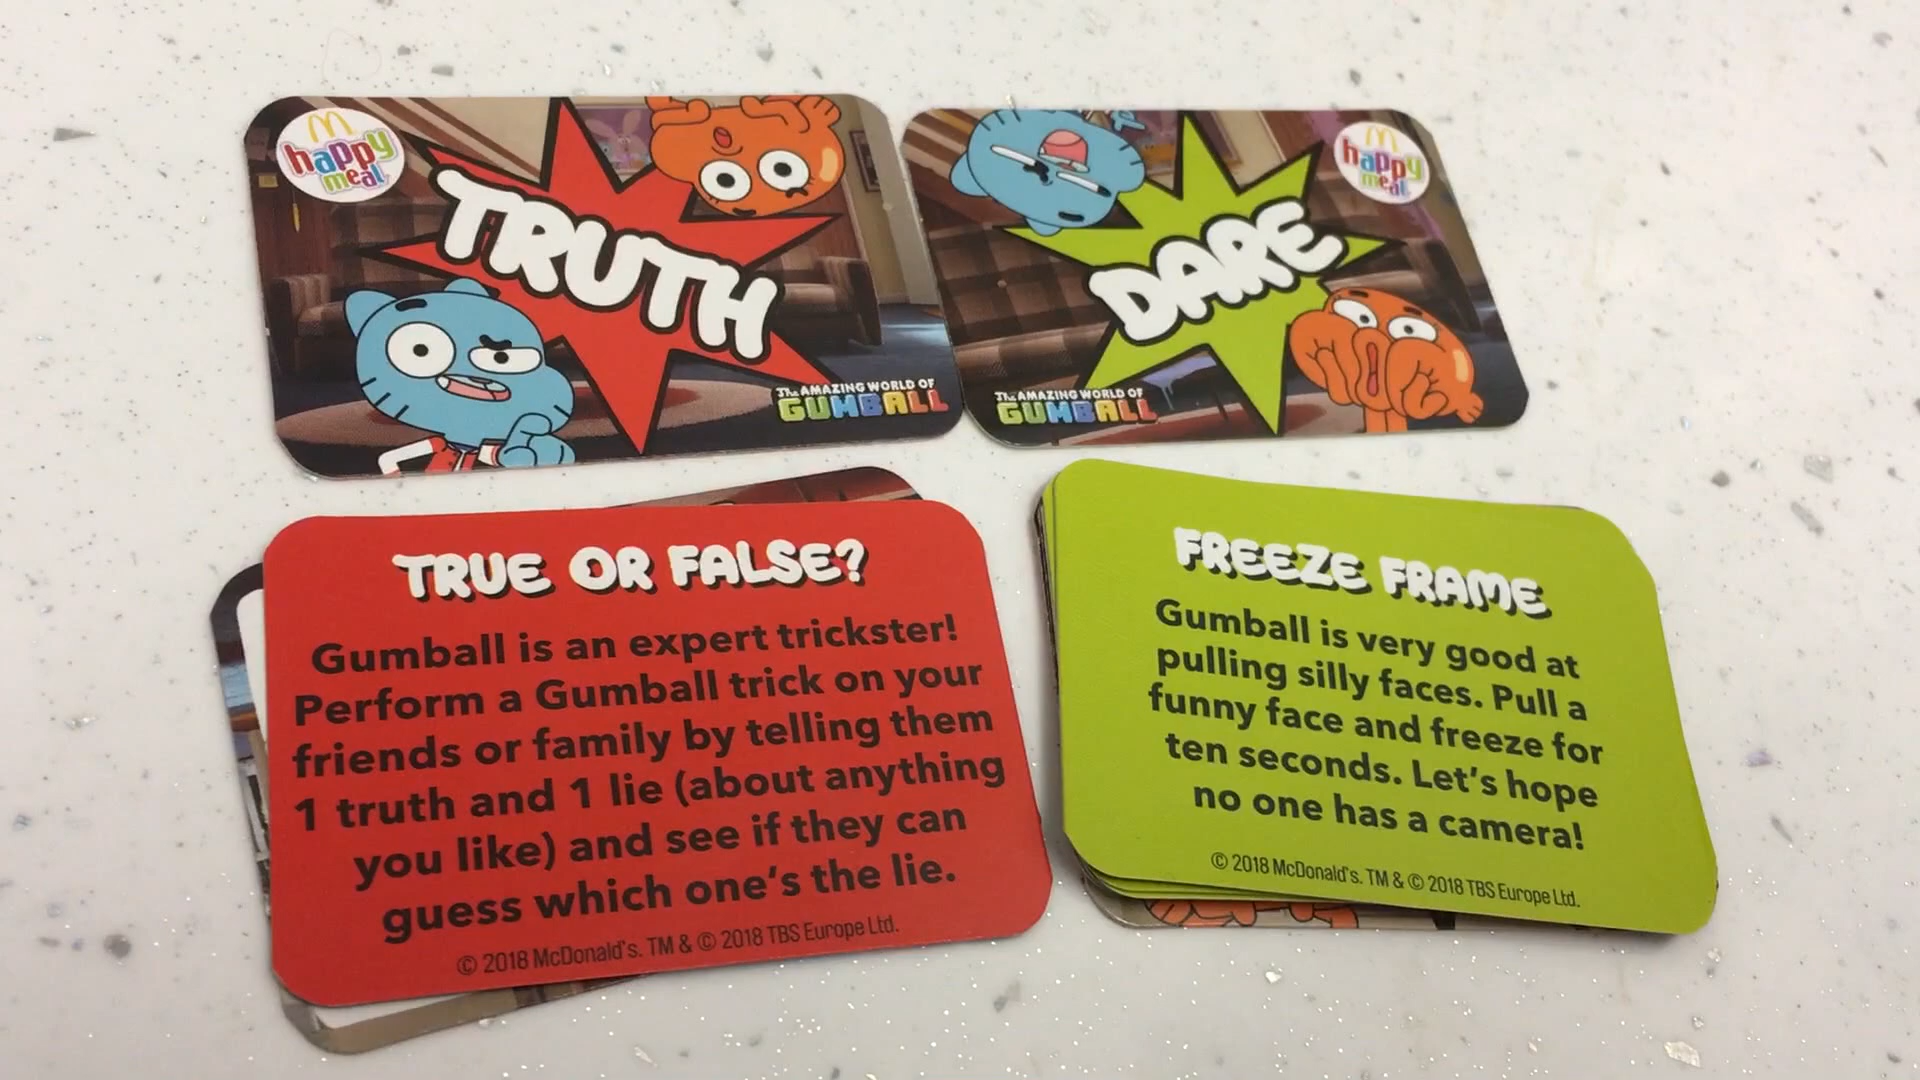 happy
meal
TRUTH
The AMAZING WORLD OF
GUMBALL
DARE
happy
meal
The AMAZING WORLD OF
GUMBALL
TRUE OR FALSE?
Gumball is an expert trickster!
Perform a Gumball trick on your
friends or family by telling them
1 truth and 1 lie (about anything
you like) and see if they can
guess which one's the lie.
© 2018 McDonald's. TM & © 2018 TBS Europe Ltd.
FREEZE FRAME
Gumball is very good at
pulling silly faces. Pull a
funny face and freeze for
ten seconds. Let's hope
no one has a camera!
© 2018 McDonald's. TM & © 2018 TBS Europe Ltd.